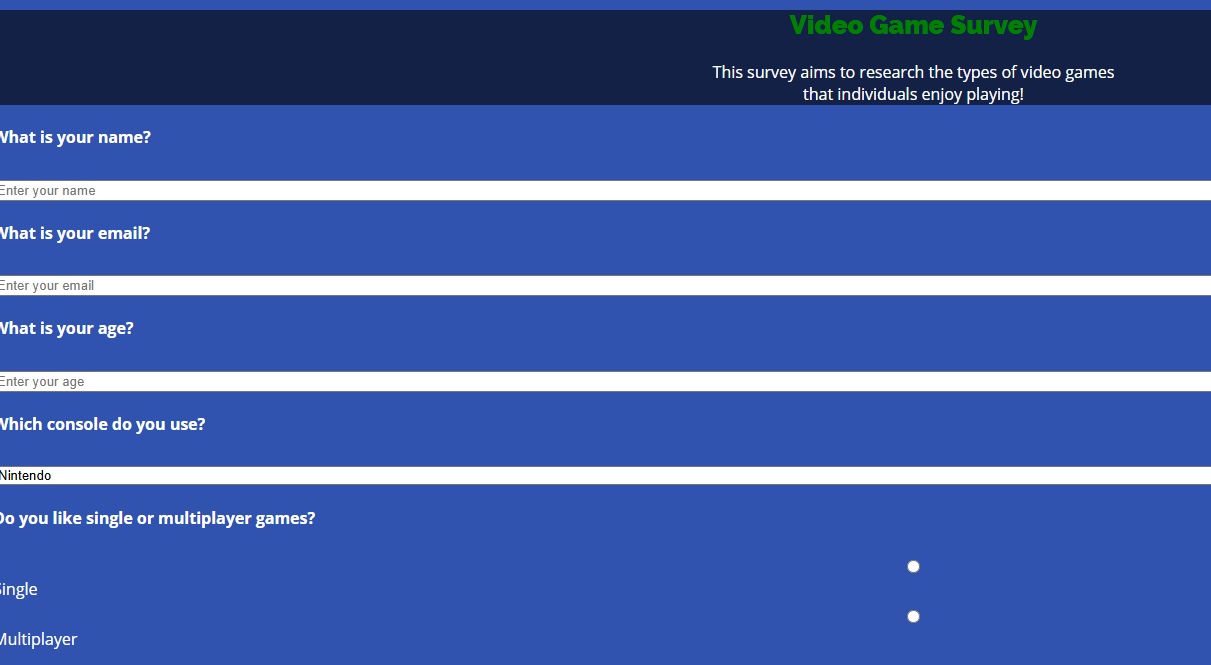 Video Game Survey
This survey aims to research the types of video games
that individuals enjoy playing!
What is your name?
Enter your name
What is your email?
Enter your email
What is your age?
Enter your age
Which console do you use?
Nintendo
Do you like single or multiplayer games?
Single
Multiplayer